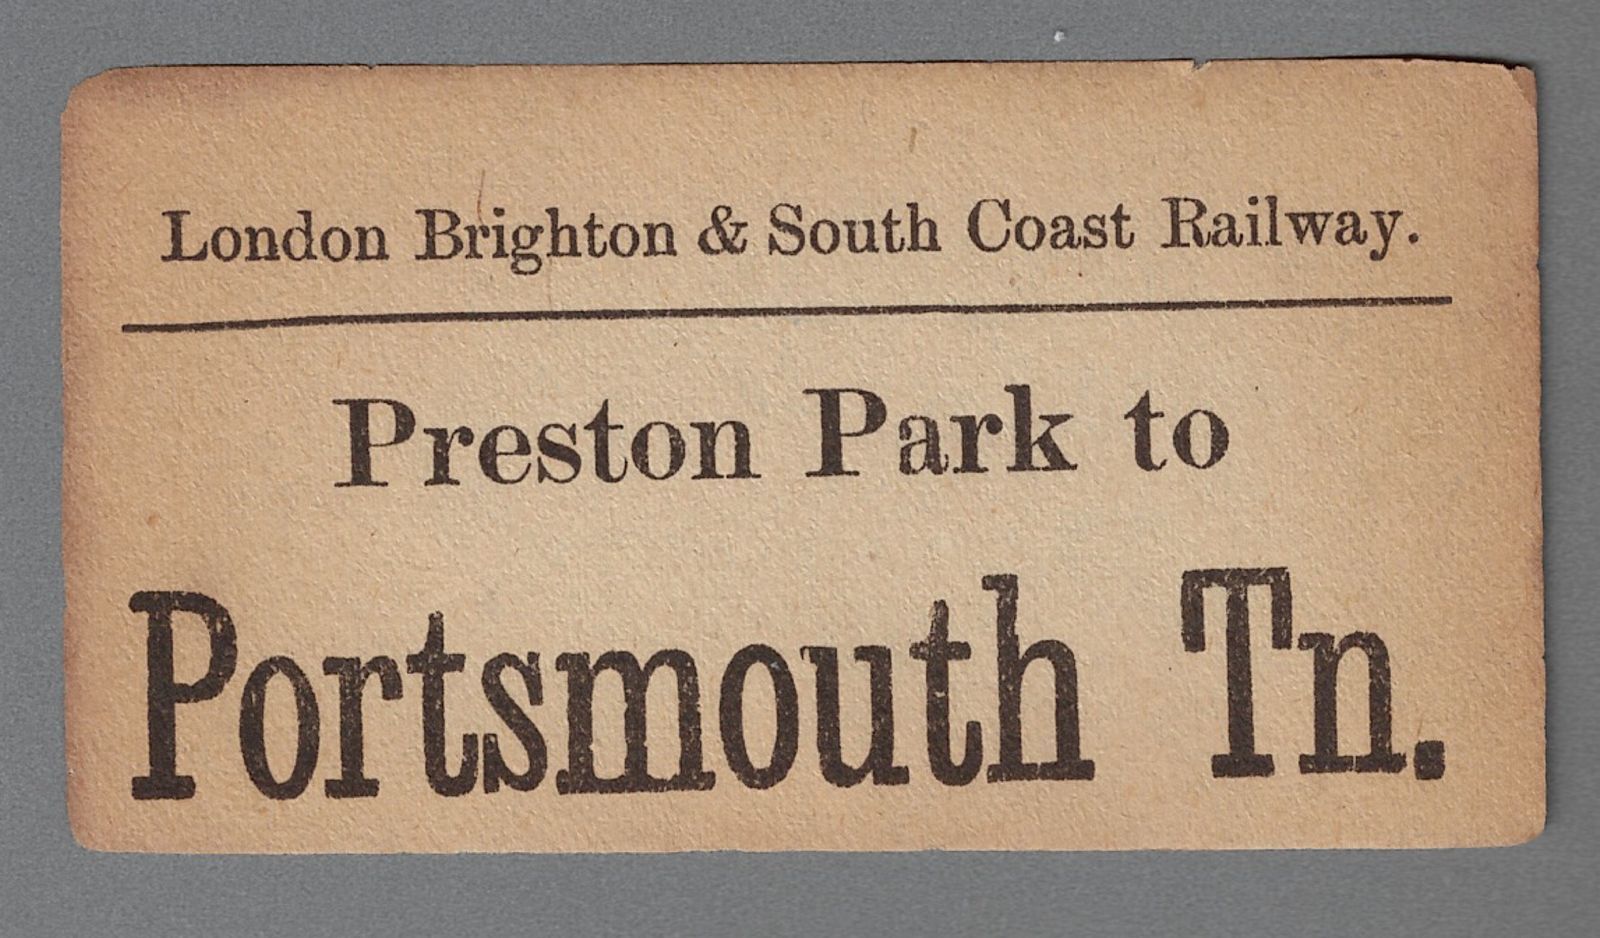 London Brighton & South Coast Railway.
Preston Park to
Portsmouth Tn.